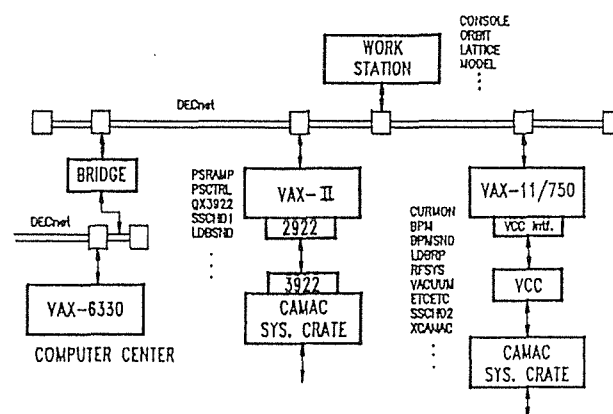 WORK
STATION
CONSOLE
ORBIT
LATTICE
MODEL
DECnet
BRIDGE
DECnet
VAX-6330
COMPUTER CENTER
PSRAMP
PSCTRL
QX3922
SSCHD1
LDBSND
VAX-II
2922
3922
CAMAC
SYS. CRATE
CURMON
BPM
BPMSND
LDBRP
RFSYS
VACUUM
ETCETC
SSCHD2
XCAMAC
VAX-11/750
VCC Intf.
VCC
CAMAC
SYS. CRATE